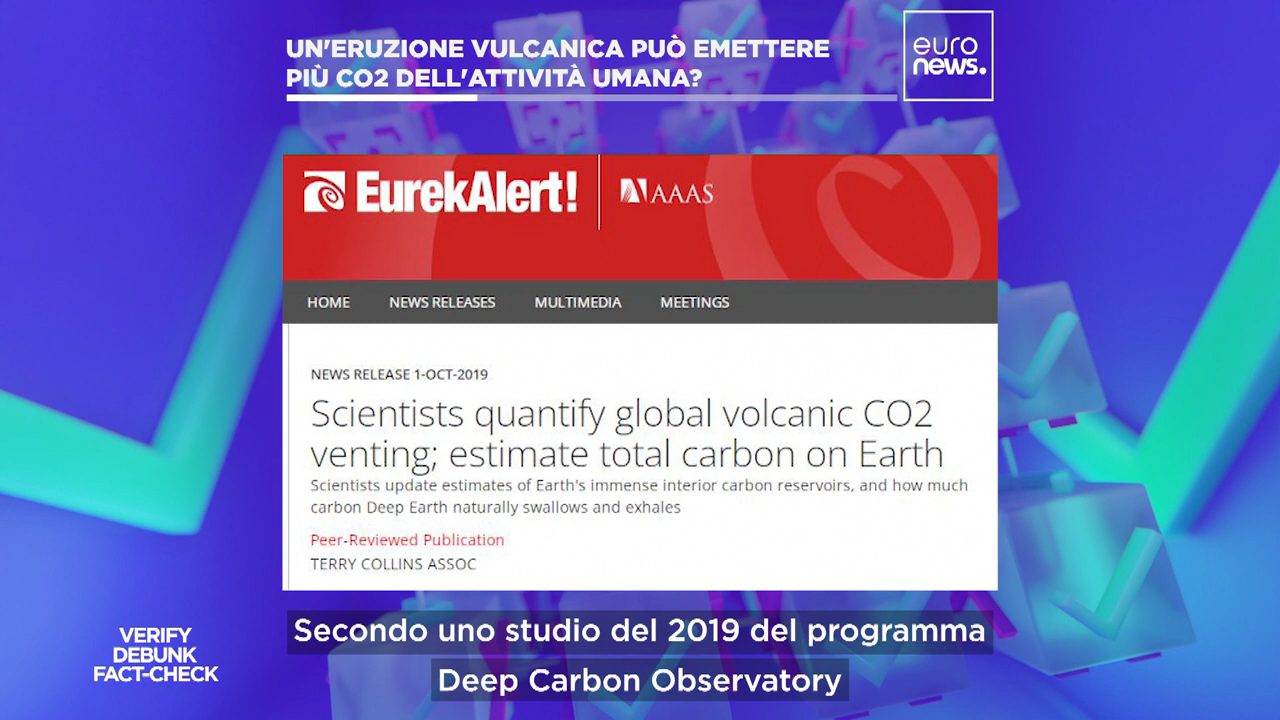 UN'ERUZIONE VULCANICA PUÒ EMETTERE
PIÙ CO2 DELL'ATTIVITÀ UMANA?
euro
news.
EurekAlert!
AAAS
HOME NEWS RELEASES MULTIMEDIA MEETINGS
NEWS RELEASE 1-OCT-2019
Scientists quantify global volcanic CO2
venting; estimate total carbon on Earth
Scientists update estimates of Earth's immense interior carbon reservoirs, and how much
carbon Deep Earth naturally swallows and exhales
Peer-Reviewed Publication
TERRY COLLINS ASSOC
Secondo uno studio del 2019 del programma
Deep Carbon Observatory
VERIFY
DEBUNK
FACT-CHECK